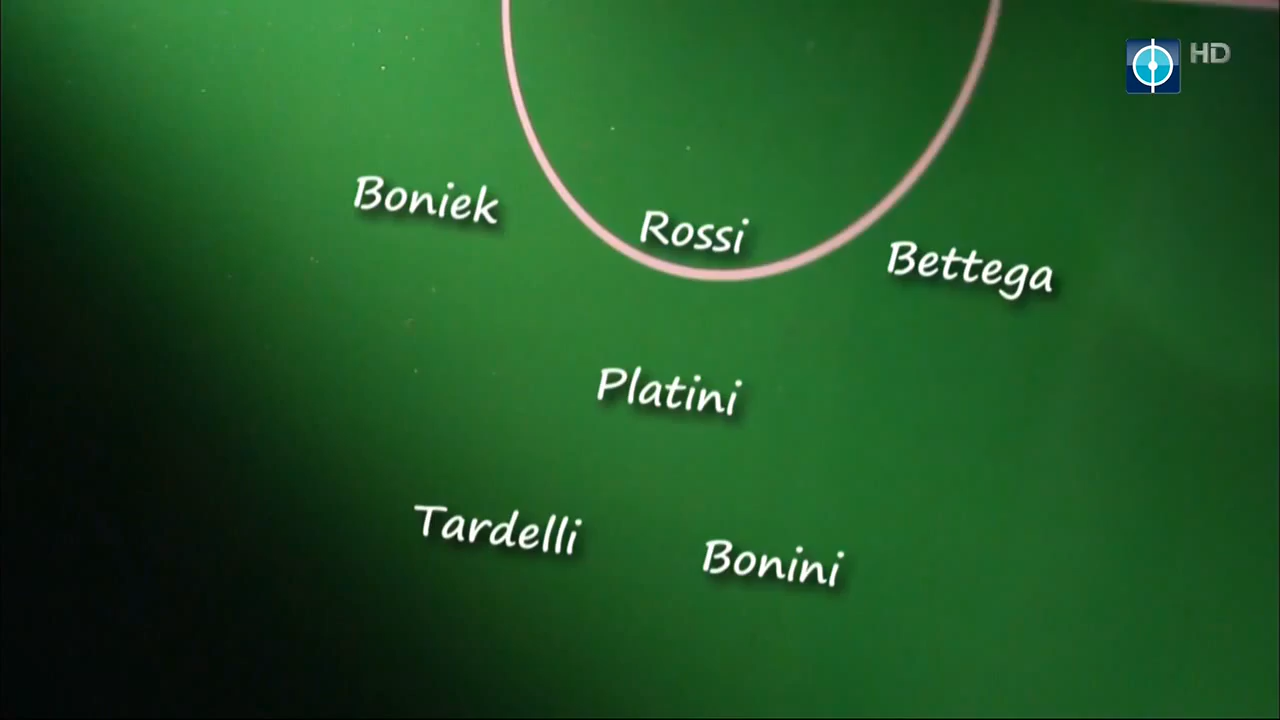 HD
Boniek
Rossi
Bettega
Platini
Tardelli
Bonini